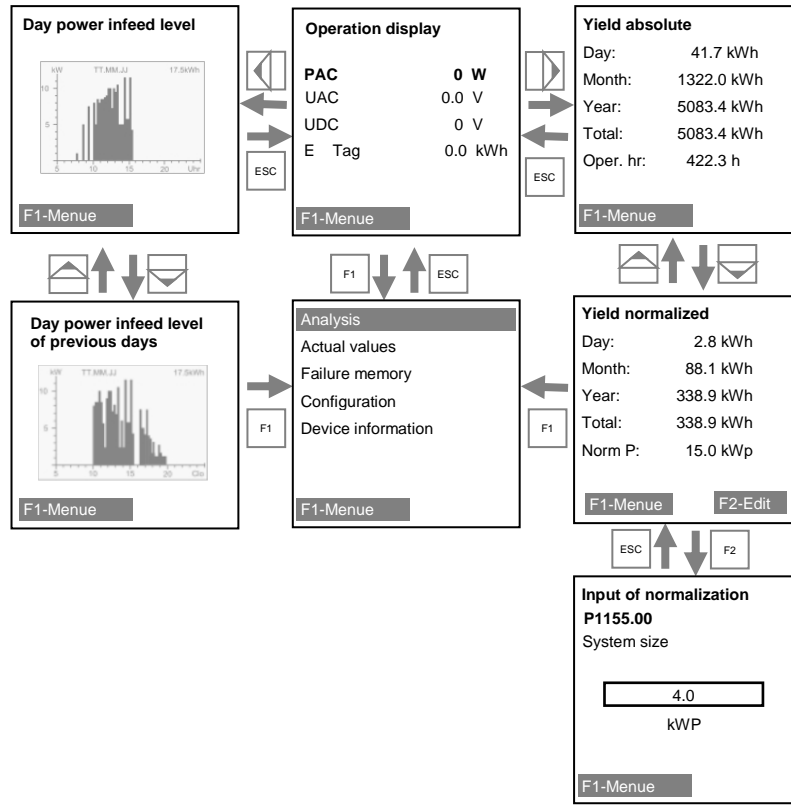 Day power infeed level
kW TT.MM.JJ 17.5kWh
10
5
5 10 15 20 Uhr
F1-Menue
ESC
Operation display
PAC 0 W
UAC 0.0 V
UDC 0 V
E Tag 0.0 kWh
F1-Menue
ESC
Yield absolute
Day: 41.7 kWh
Month: 1322.0 kWh
Year: 5083.4 kWh
Total: 5083.4 kWh
Oper. hr: 422.3 h
F1-Menue
F1
ESC
Day power infeed level
of previous days
kW TT.MM.JJ 17.5kWh
10
5
5 10 15 20 Clo
F1-Menue
F1
Analysis
Actual values
Failure memory
Configuration
Device information
F1-Menue
F1
Yield normalized
Day: 2.8 kWh
Month: 88.1 kWh
Year: 338.9 kWh
Total: 338.9 kWh
Norm P: 15.0 kWp
F1-Menue F2-Edit
ESC
F2
Input of normalization
P1155.00
System size
4.0
kWP
F1-Menue